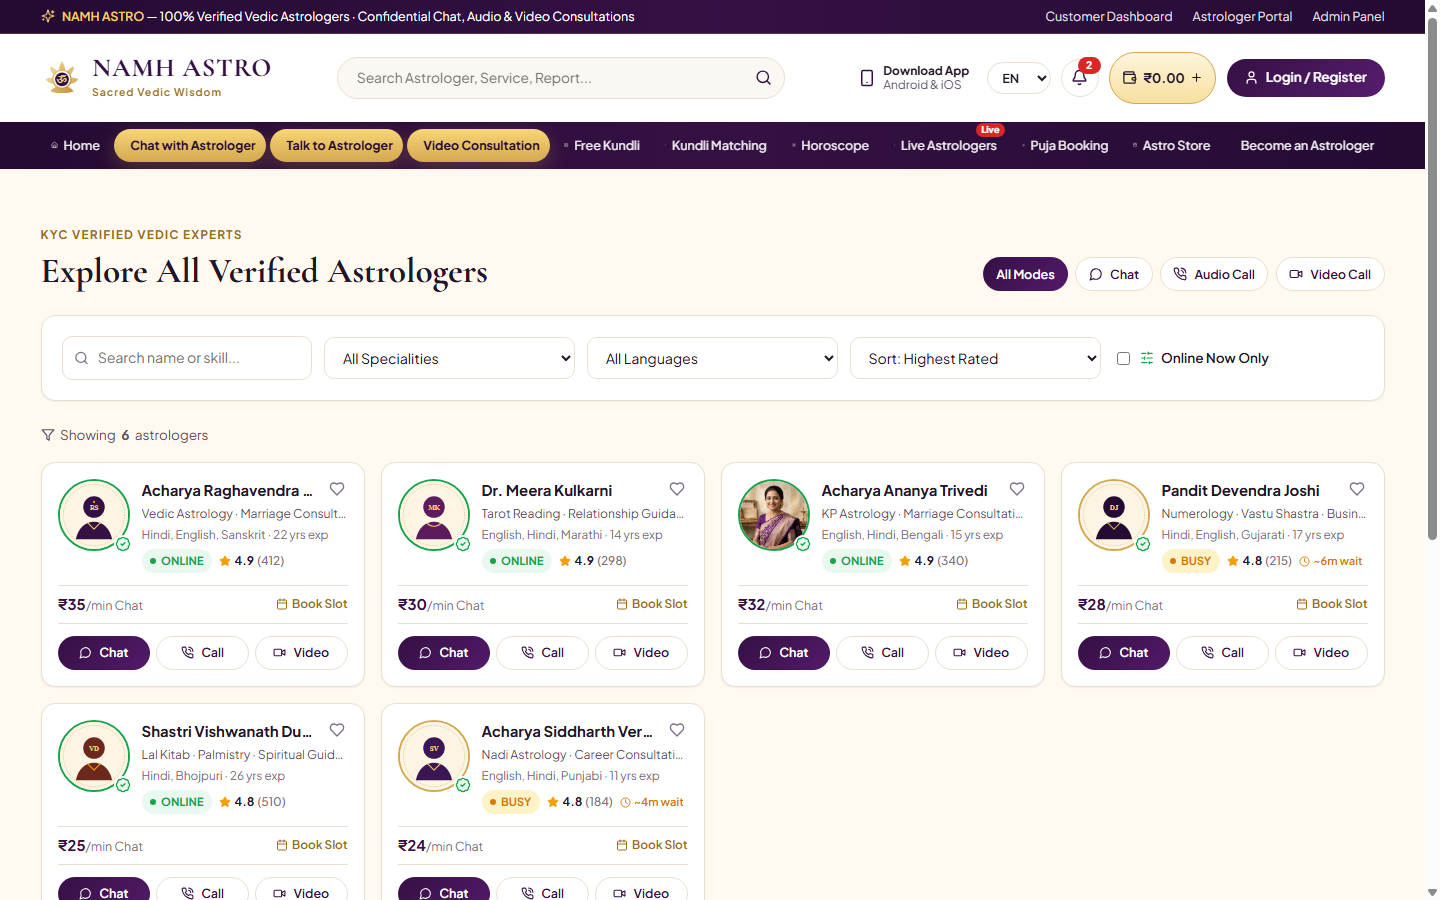 NAMH ASTRO — 100% Verified Vedic Astrologers · Confidential Chat, Audio & Video Consultations
Customer Dashboard Astrologer Portal Admin Panel
NAMH ASTRO
Sacred Vedic Wisdom
Search Astrologer, Service, Report...
Download App
Android & iOS
EN
2
₹0.00 +
Login / Register
Live
Home Chat with Astrologer Talk to Astrologer Video Consultation Free Kundli Kundli Matching Horoscope Live Astrologers Puja Booking Astro Store Become an Astrologer
KYC VERIFIED VEDIC EXPERTS
Explore All Verified Astrologers
All Modes Chat Audio Call Video Call
Search name or skill... All Specialities All Languages Sort: Highest Rated Online Now Only
Showing 6 astrologers
RS
Acharya Raghavendra ...
Vedic Astrology · Marriage Consult...
Hindi, English, Sanskrit · 22 yrs exp
ONLINE 4.9 (412)
₹35/min Chat Book Slot
Chat Call Video
MK
Dr. Meera Kulkarni
Tarot Reading · Relationship Guida...
English, Hindi, Marathi · 14 yrs exp
ONLINE 4.9 (298)
₹30/min Chat Book Slot
Chat Call Video
Acharya Ananya Trivedi
KP Astrology · Marriage Consultati...
English, Hindi, Bengali · 15 yrs exp
ONLINE 4.9 (340)
₹32/min Chat Book Slot
Chat Call Video
DJ
Pandit Devendra Joshi
Numerology · Vastu Shastra · Busin...
Hindi, English, Gujarati · 17 yrs exp
BUSY 4.8 (215) ~6m wait
₹28/min Chat Book Slot
Chat Call Video
VD
Shastri Vishwanath Du...
Lal Kitab · Palmistry · Spiritual Guid...
Hindi, Bhojpuri · 26 yrs exp
ONLINE 4.8 (510)
₹25/min Chat Book Slot
Chat Call Video
SV
Acharya Siddharth Ver...
Nadi Astrology · Career Consultati...
English, Hindi, Punjabi · 11 yrs exp
BUSY 4.8 (184) ~4m wait
₹24/min Chat Book Slot
Chat Call Video